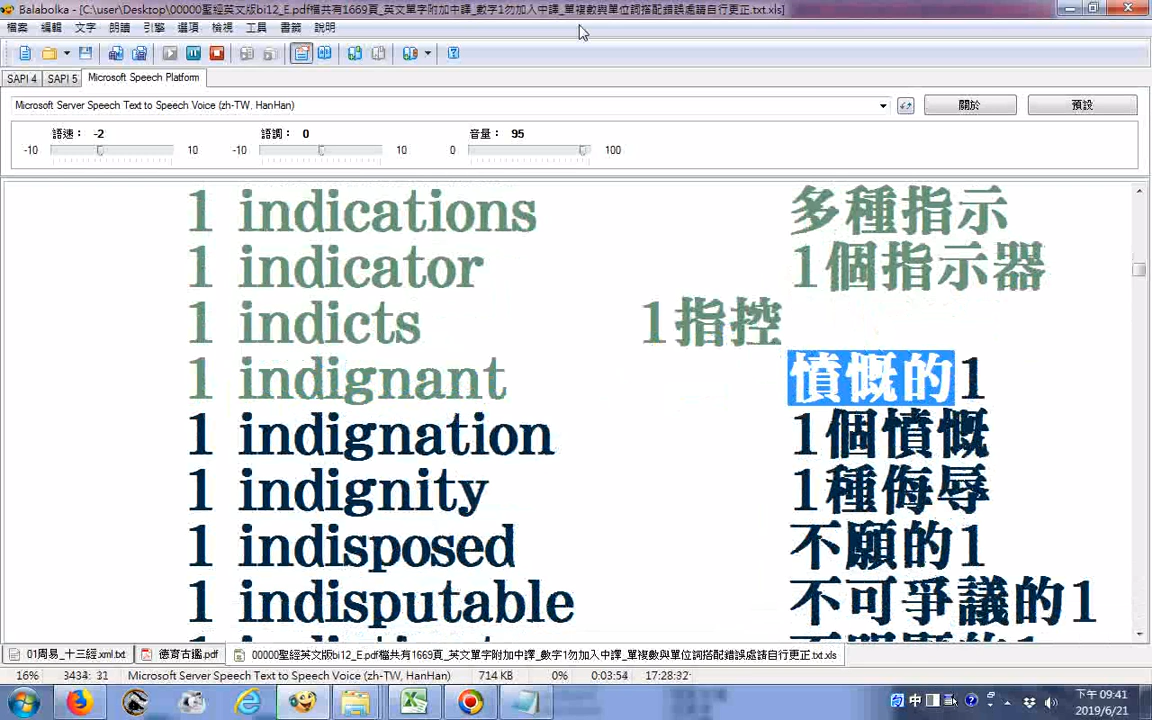 Balabolka - [C:\user\Desktop\00000聖經英文版bi12_E.pdf檔共有1669頁_英文單字附加中譯_數字1勿加入中譯_單複數與單位詞搭配錯誤處請自行更正.txt.xls]
檔案 編輯 文字 朗讀 引擎 選項 檢視 工具 書籤 說明
SAPI 4 SAPI 5 Microsoft Speech Platform
Microsoft Server Speech Text to Speech Voice (zh-TW, HanHan) 關於 預設
語速： -2 語調： 0 音量： 95
-10 10 -10 10 0 100
1 indications 多種指示
1 indicator 1個指示器
1 indicts 1指控
1 indignant 憤慨的1
1 indignation 1個憤慨
1 indignity 1種侮辱
1 indisposed 不願的1
1 indisputable 不可爭議的1
01周易_十三經.xml.txt 德育古鑑.pdf 00000聖經英文版bi12_E.pdf檔共有1669頁_英文單字附加中譯_數字1勿加入中譯_單複數與單位詞搭配錯誤處請自行更正.txt.xls
16% 3434: 31 Microsoft Server Speech Text to Speech Voice (zh-TW, HanHan) 714 KB 0% 0:03:54 17:28:32
中 下午 09:41
2019/6/21